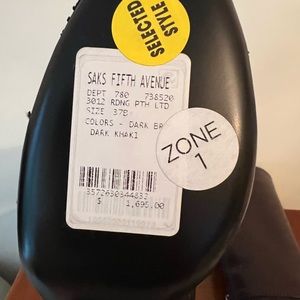 SELECTED
STYLE
SAKS FIFTH AVENUE
DEPT 780 738520
3012 RDNG PTH LTD
SIZE 37B
COLORS - DARK BR
DARK KHAKI
ZONE
1
$ 1,695.00